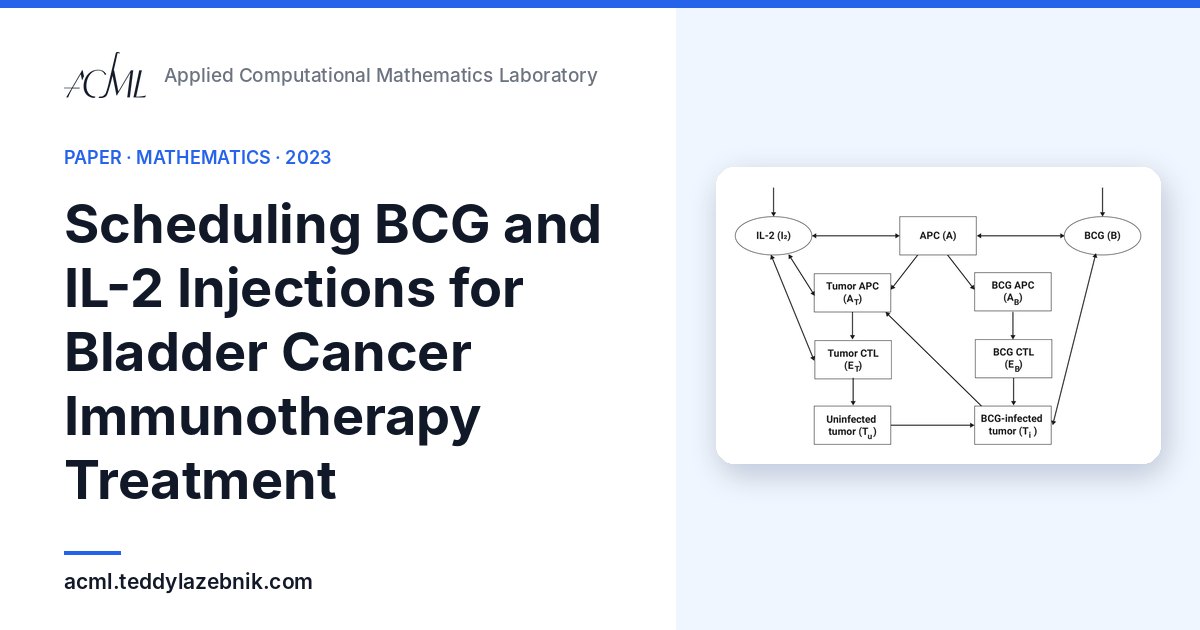 ACML
Applied Computational Mathematics Laboratory
PAPER · MATHEMATICS · 2023
Scheduling BCG and
IL-2 Injections for
Bladder Cancer
Immunotherapy
Treatment
acml.teddylazebnik.com
IL-2 (I₂)
APC (A)
BCG (B)
Tumor APC
(A_T)
BCG APC
(A_B)
Tumor CTL
(E_T)
BCG CTL
(E_B)
Uninfected
tumor (T_u)
BCG-infected
tumor (T_i)